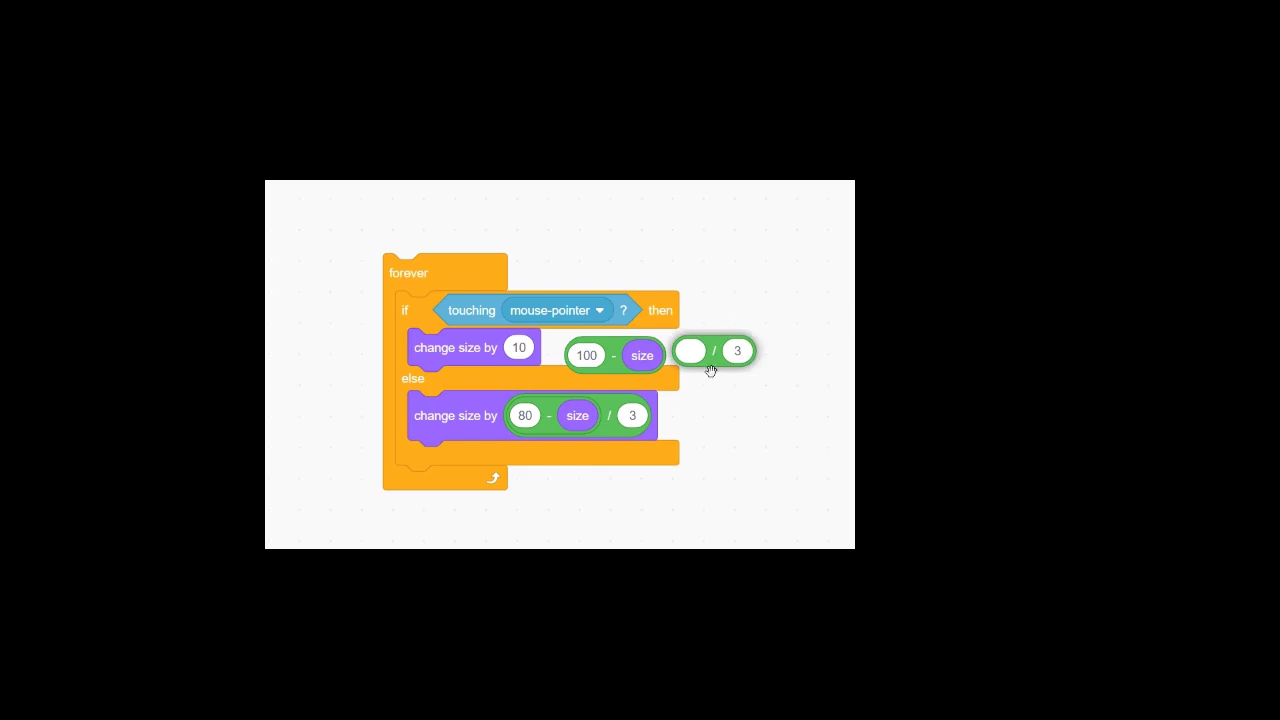 forever
if touching mouse-pointer ? then
change size by 10
100 - size / 3
else
change size by 80 - size / 3